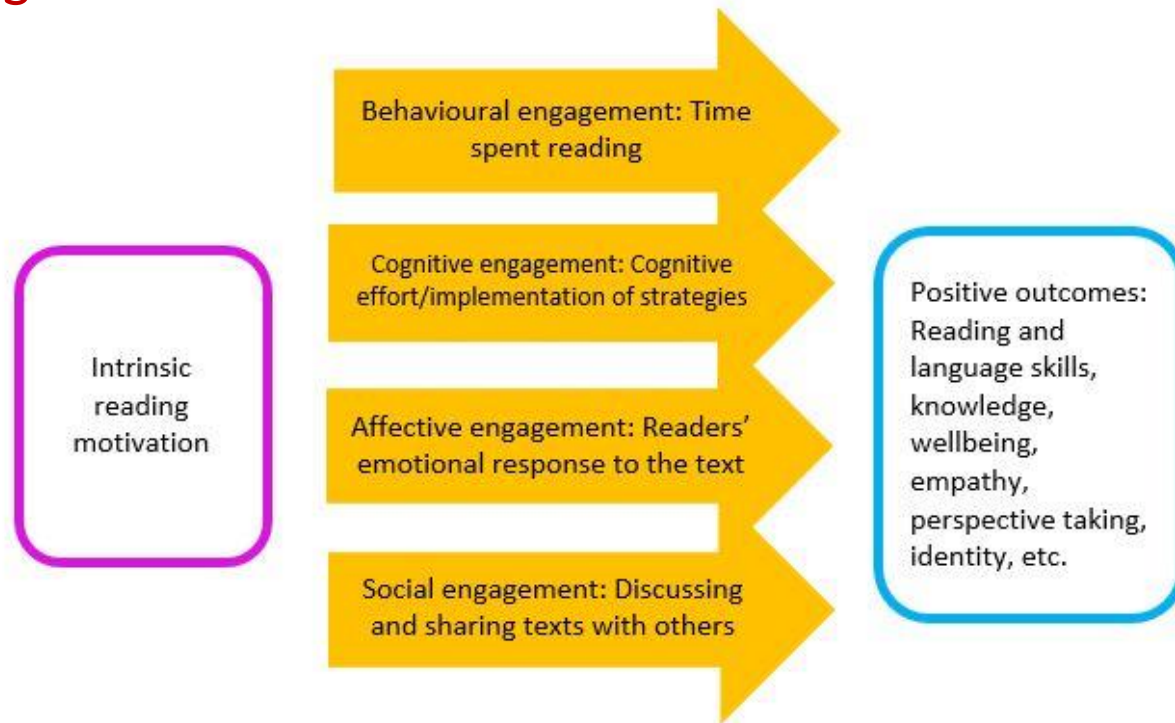 g
Behavioural engagement: Time
spent reading
Cognitive engagement: Cognitive
effort/implementation of strategies
Intrinsic
reading
motivation
Affective engagement: Readers’
emotional response to the text
Social engagement: Discussing
and sharing texts with others
Positive outcomes:
Reading and
language skills,
knowledge,
wellbeing,
empathy,
perspective taking,
identity, etc.